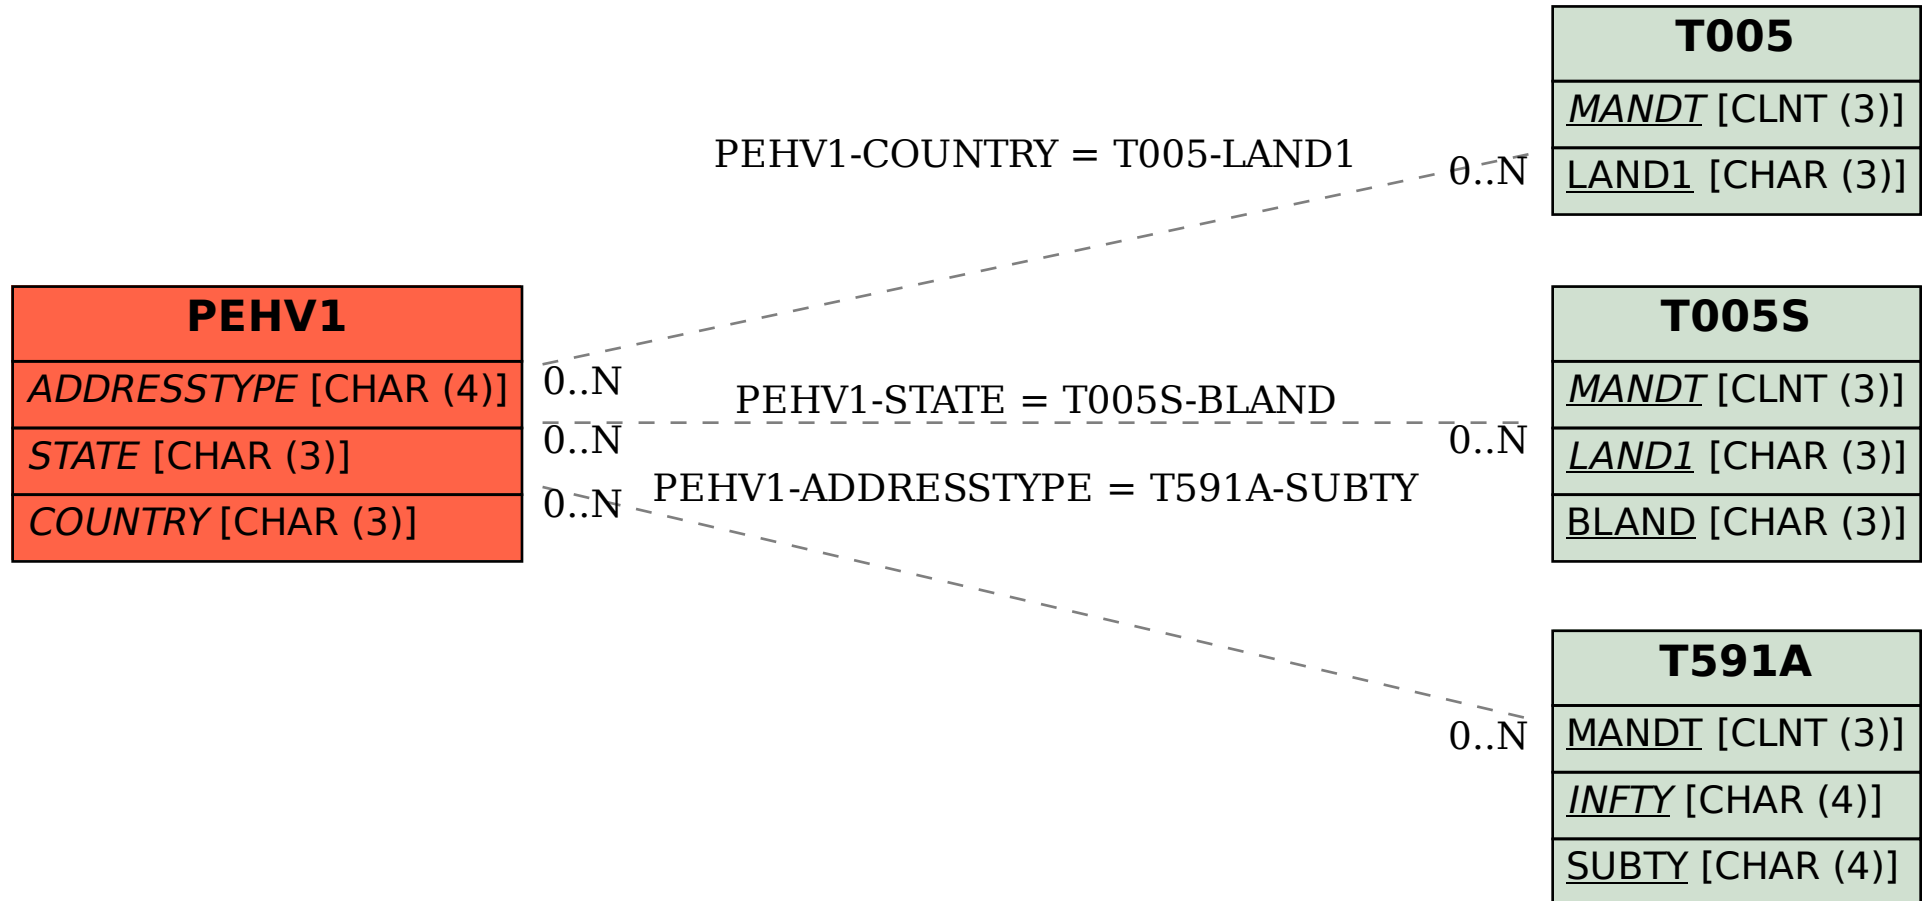 T005
MANDT [CLNT (3)]
LAND1 [CHAR (3)]
PEHV1-COUNTRY = T005-LAND1
0..N
PEHV1
ADDRESSTYPE [CHAR (4)]
STATE [CHAR (3)]
COUNTRY [CHAR (3)]
0..N
PEHV1-STATE = T005S-BLAND
0..N
0..N
PEHV1-ADDRESSTYPE = T591A-SUBTY
0..N
T005S
MANDT [CLNT (3)]
LAND1 [CHAR (3)]
BLAND [CHAR (3)]
0..N
T591A
MANDT [CLNT (3)]
INFTY [CHAR (4)]
SUBTY [CHAR (4)]